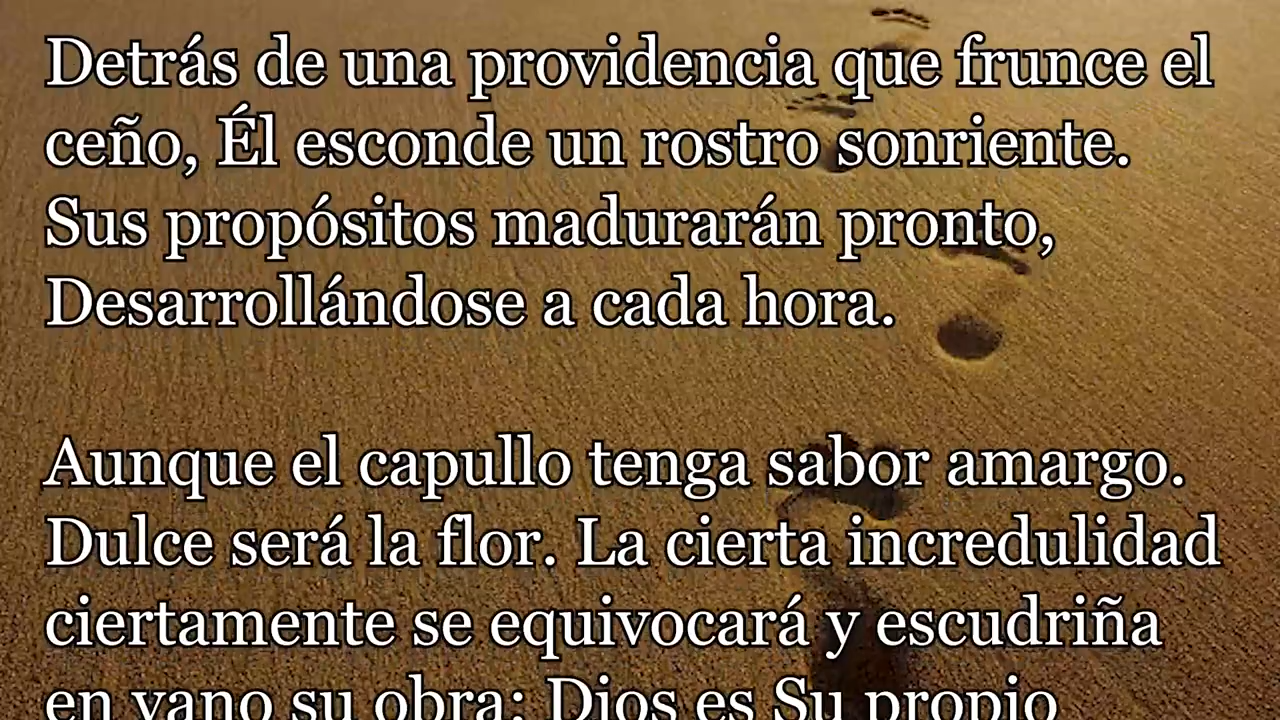 Detrás de una providencia que frunce el
ceño, Él esconde un rostro sonriente.
Sus propósitos madurarán pronto,
Desarrollándose a cada hora.
Aunque el capullo tenga sabor amargo.
Dulce será la flor. La cierta incredulidad
ciertamente se equivocará y escudriña
en vano su obra; Dios es Su propio